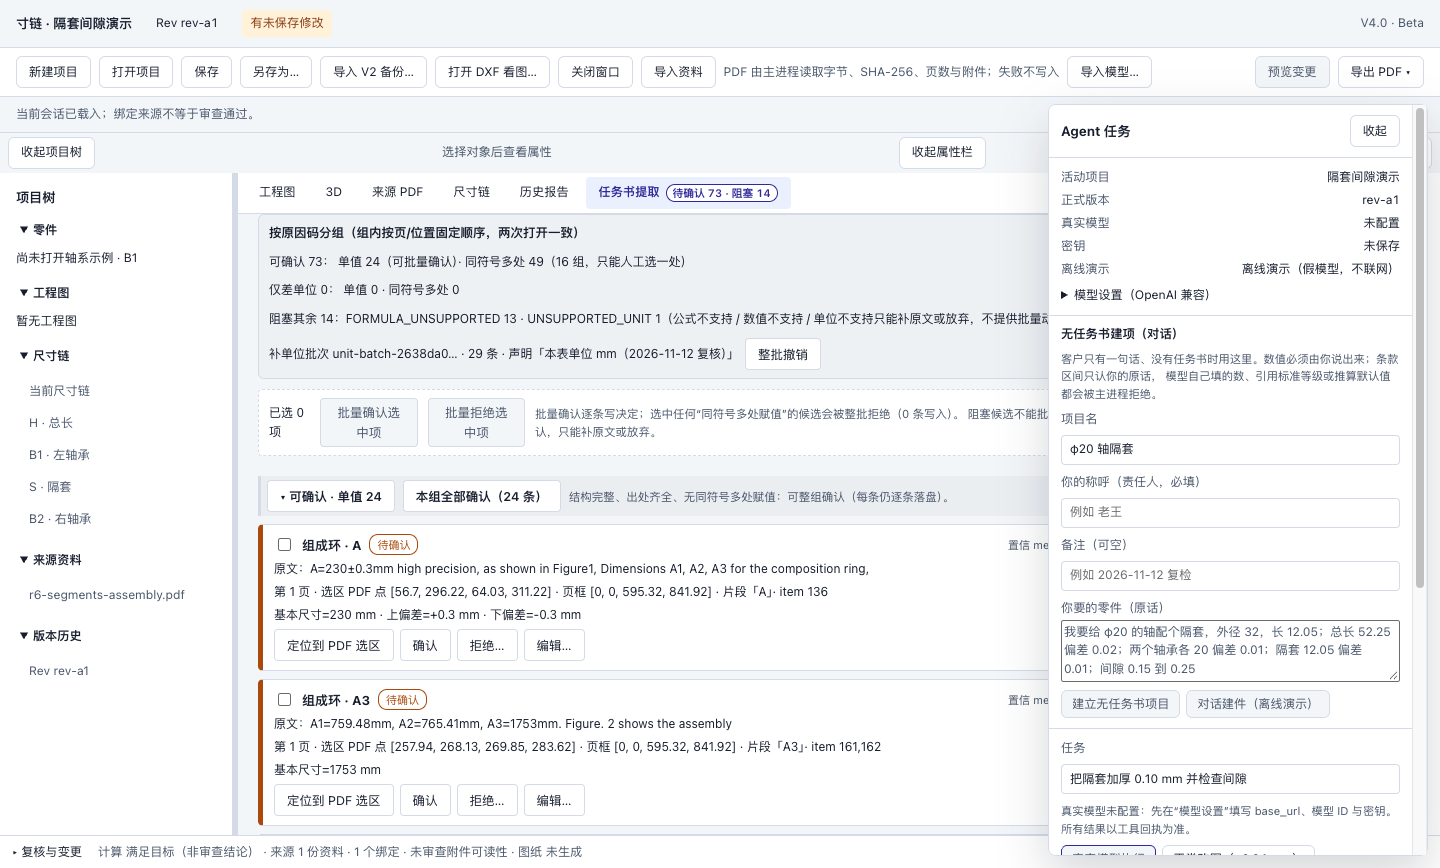 寸链 · 隔套间隙演示 Rev rev-a1 有未保存修改 V4.0 · Beta
新建项目 打开项目 保存 另存为… 导入 V2 备份… 打开 DXF 看图… 关闭窗口 导入资料 PDF 由主进程读取字节、SHA-256、页数与附件；失败不写入 导入模型… 预览变更 导出 PDF ▾
当前会话已载入；绑定来源不等于审查通过。
收起项目树 选择对象后查看属性 收起属性栏
项目树
▼ 零件
尚未打开轴系示例 · B1
▼ 工程图
暂无工程图
▼ 尺寸链
当前尺寸链
H · 总长
B1 · 左轴承
S · 隔套
B2 · 右轴承
▼ 来源资料
r6-segments-assembly.pdf
▼ 版本历史
Rev rev-a1
工程图 3D 来源 PDF 尺寸链 历史报告 任务书提取 待确认 73 · 阻塞 14
按原因码分组（组内按页/位置固定顺序，两次打开一致）
可确认 73： 单值 24（可批量确认）· 同符号多处 49（16 组，只能人工选一处）
仅差单位 0： 单值 0 · 同符号多处 0
阻塞其余 14：FORMULA_UNSUPPORTED 13 · UNSUPPORTED_UNIT 1（公式不支持 / 数值不支持 / 单位不支持只能补原文或放弃，不提供批量
补单位批次 unit-batch-2638da0… · 29 条 · 声明「本表单位 mm（2026-11-12 复核）」 整批撤销
已选 0 项 批量确认选中项 批量拒绝选中项
批量确认逐条写决定；选中任何“同符号多处赋值”的候选会被整批拒绝（0 条写入）。 阻塞候选不能批
认，只能补原文或放弃。
▾ 可确认 · 单值 24 本组全部确认（24 条） 结构完整、出处齐全、无同符号多处赋值：可整组确认（每条仍逐条落盘）。
组成环 · A 待确认 置信 me
原文：A=230±0.3mm high precision, as shown in Figure1, Dimensions A1, A2, A3 for the composition ring,
第 1 页 · 选区 PDF 点 [56.7, 296.22, 64.03, 311.22] · 页框 [0, 0, 595.32, 841.92] · 片段「A」· item 136
基本尺寸=230 mm · 上偏差=+0.3 mm · 下偏差=-0.3 mm
定位到 PDF 选区 确认 拒绝… 编辑…
组成环 · A3 待确认 置信 me
原文：A1=759.48mm, A2=765.41mm, A3=1753mm. Figure. 2 shows the assembly
第 1 页 · 选区 PDF 点 [257.94, 268.13, 269.85, 283.62] · 页框 [0, 0, 595.32, 841.92] · 片段「A3」· item 161,162
基本尺寸=1753 mm
定位到 PDF 选区 确认 拒绝… 编辑…
Agent 任务 收起
活动项目 隔套间隙演示
正式版本 rev-a1
真实模型 未配置
密钥 未保存
离线演示 离线演示（假模型，不联网）
▶ 模型设置（OpenAI 兼容）
无任务书建项（对话）
客户只有一句话、没有任务书时用这里。数值必须由你说出来；条款
区间只认你的原话， 模型自己填的数、引用标准等级或推算默认值
都会被主进程拒绝。
项目名
φ20 轴隔套
你的称呼（责任人，必填）
例如 老王
备注（可空）
例如 2026-11-12 复检
你要的零件（原话）
我要给 φ20 的轴配个隔套，外径 32，长 12.05；总长 52.25
偏差 0.02；两个轴承各 20 偏差 0.01；隔套 12.05 偏差
0.01；间隙 0.15 到 0.25
建立无任务书项目 对话建件（离线演示）
任务
把隔套加厚 0.10 mm 并检查间隙
真实模型未配置：先在“模型设置”填写 base_url、模型 ID 与密钥。
所有结果以工具回执为准。
▸ 复核与变更 计算 满足目标（非审查结论） · 来源 1 份资料 · 1 个绑定 · 未审查附件可读性 · 图纸 未生成